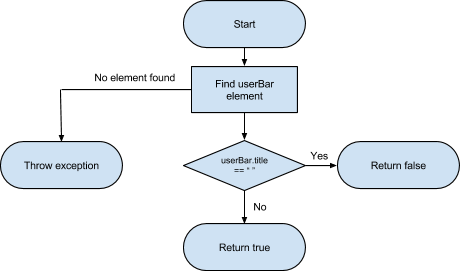 Start
No element found
Find userBar
element
Throw exception
userBar.title
== " "
Yes
Return false
No
Return true